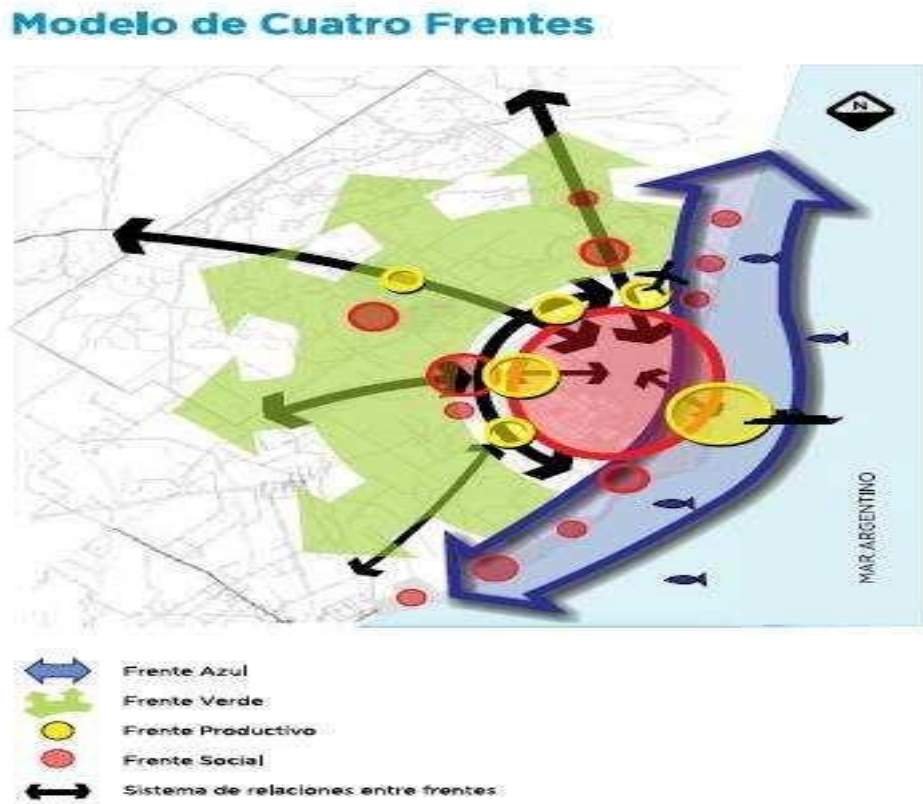 Modelo de Cuatro Frentes
N
MAR ARGENTINO
Frente Azul
Frente Verde
Frente Productivo
Frente Social
Sistema de relaciones entre frentes